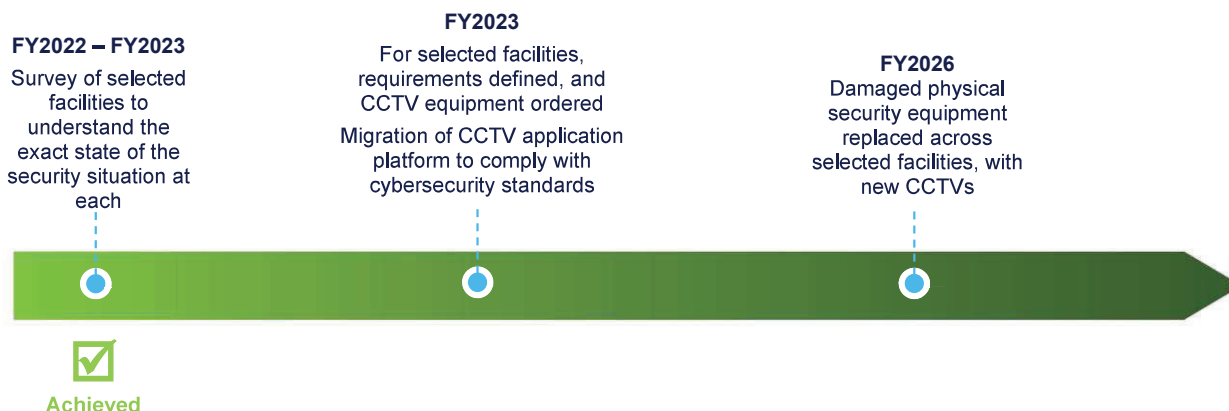 FY2022 – FY2023
Survey of selected
facilities to
understand the
exact state of the
security situation at
each
FY2023
For selected facilities,
requirements defined, and
CCTV equipment ordered
Migration of CCTV application
platform to comply with
cybersecurity standards
FY2026
Damaged physical
security equipment
replaced across
selected facilities, with
new CCTVs
Achieved